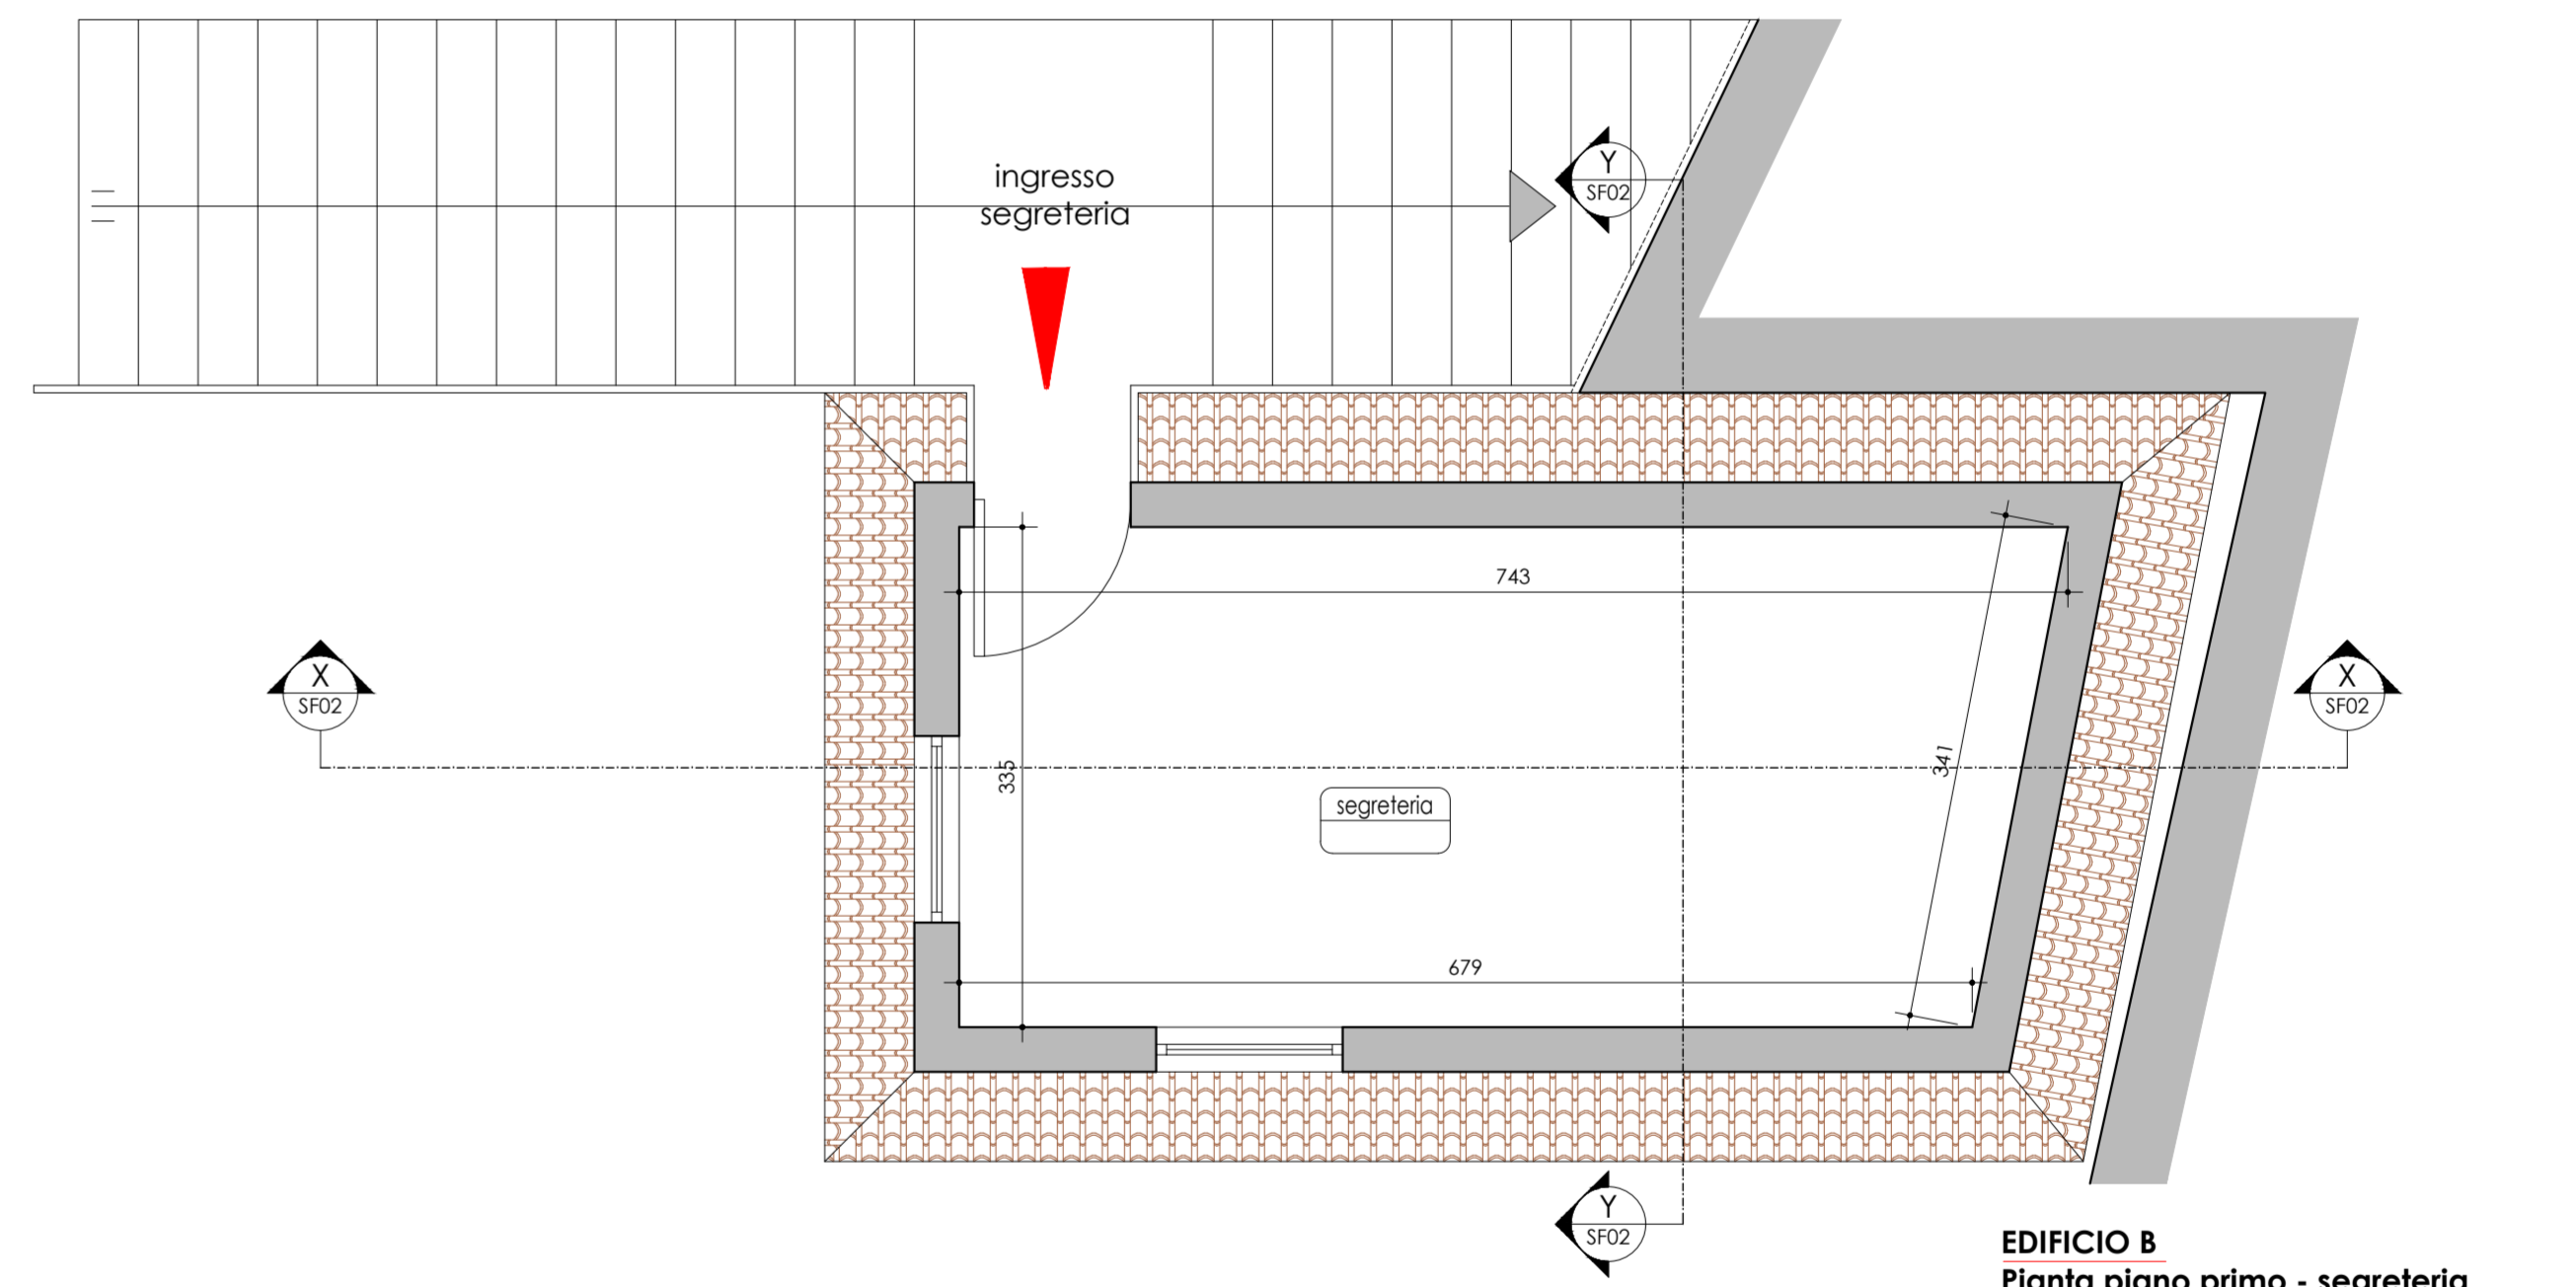 ingresso
segreteria
Y
SF02
743
X
SF02
X
SF02
335
341
segreteria
679
Y
SF02
EDIFICIO B
Pianta piano primo - segreteria